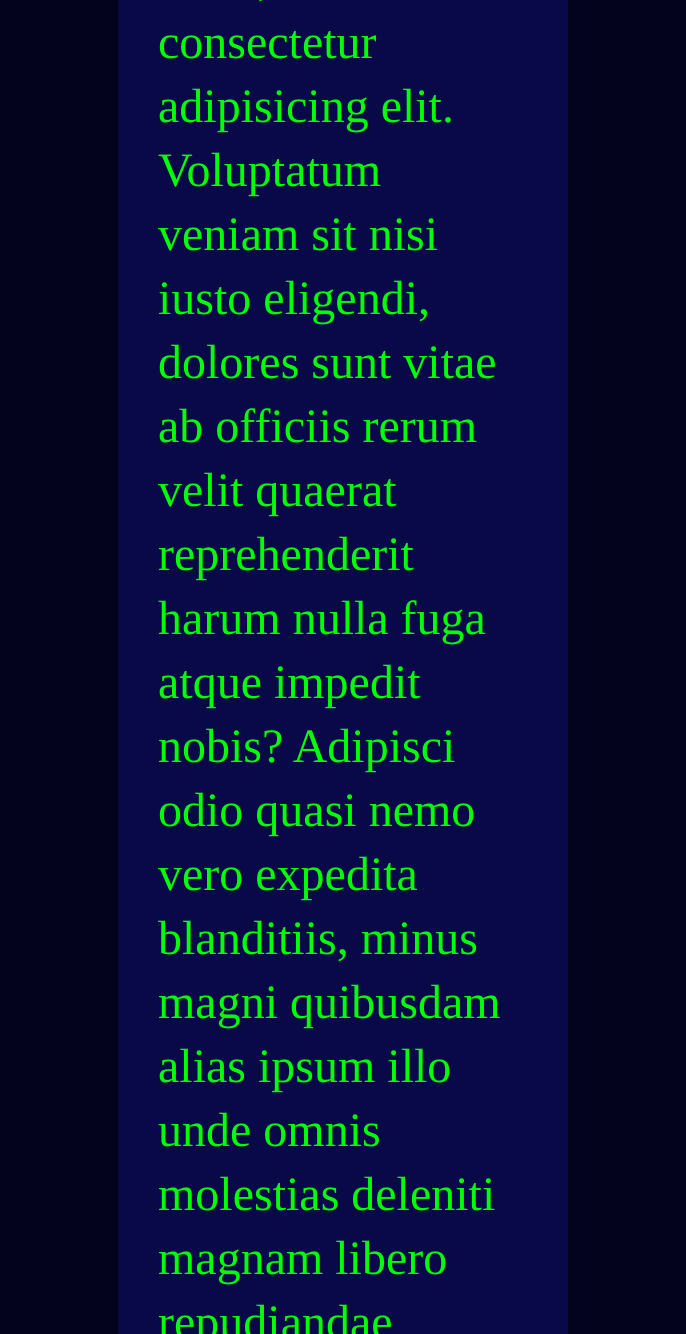 consectetur
adipisicing elit.
Voluptatum
veniam sit nisi
iusto eligendi,
dolores sunt vitae
ab officiis rerum
velit quaerat
reprehenderit
harum nulla fuga
atque impedit
nobis? Adipisci
odio quasi nemo
vero expedita
blanditiis, minus
magni quibusdam
alias ipsum illo
unde omnis
molestias deleniti
magnam libero
repudiandae